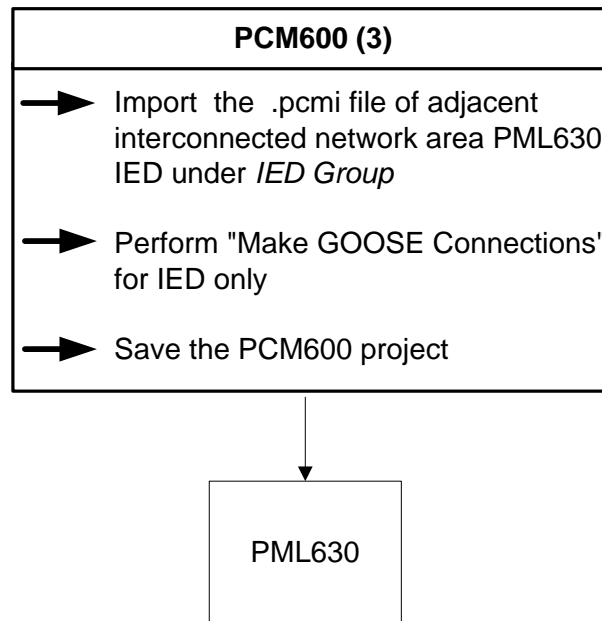 PCM600 (3)
Import the .pcmi file of adjacent
interconnected network area PML630
IED under IED Group
Perform "Make GOOSE Connections"
for IED only
Save the PCM600 project
PML630